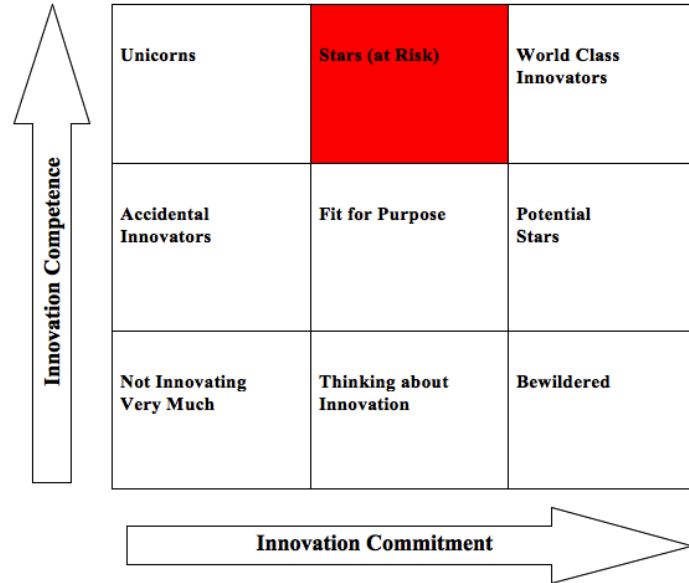 Unicorns
Stars (at Risk)
World Class
Innovators
Accidental
Innovators
Fit for Purpose
Potential
Stars
Not Innovating
Very Much
Thinking about
Innovation
Bewildered
Innovation Competence
Innovation Commitment